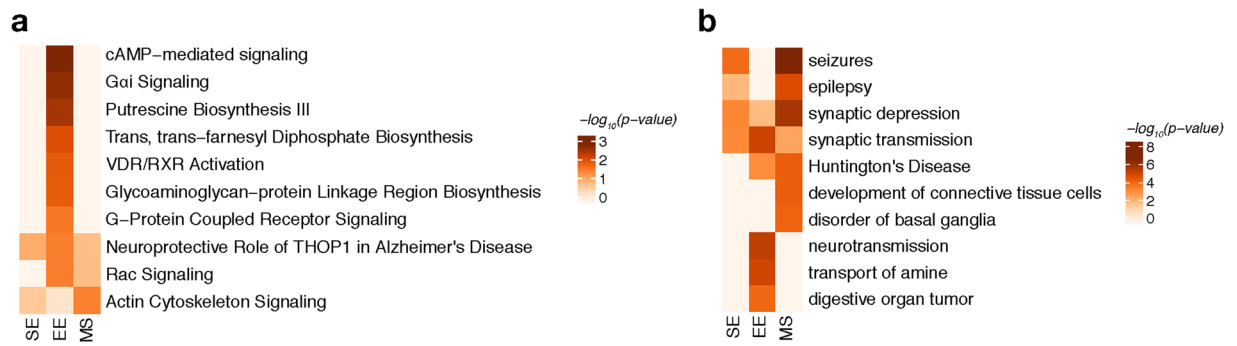 a
cAMP−mediated signaling
Gαi Signaling
Putrescine Biosynthesis III
Trans, trans−farnesyl Diphosphate Biosynthesis
VDR/RXR Activation
Glycoaminoglycan−protein Linkage Region Biosynthesis
G−Protein Coupled Receptor Signaling
Neuroprotective Role of THOP1 in Alzheimer's Disease
Rac Signaling
Actin Cytoskeleton Signaling
SE EE MS
−log10(p−value)
3
2
1
0
b
seizures
epilepsy
synaptic depression
synaptic transmission
Huntington's Disease
development of connective tissue cells
disorder of basal ganglia
neurotransmission
transport of amine
digestive organ tumor
SE EE MS
−log10(p−value)
8
6
4
2
0